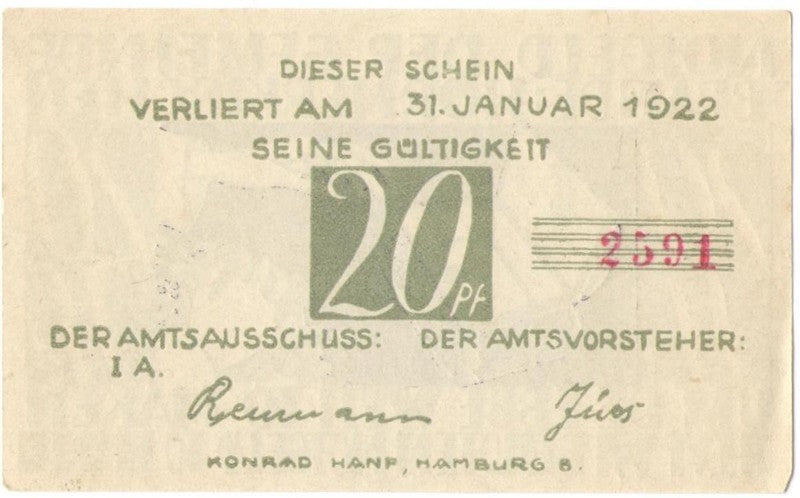 DIESER SCHEIN
VERLIERT AM 31. JANUAR 1922
SEINE GÜLTIGKEIT
20 Pf
2591
DER AMTSAUSSCHUSS: DER AMTSVORSTEHER:
I A.
KONRAD HANF, HAMBURG 8.